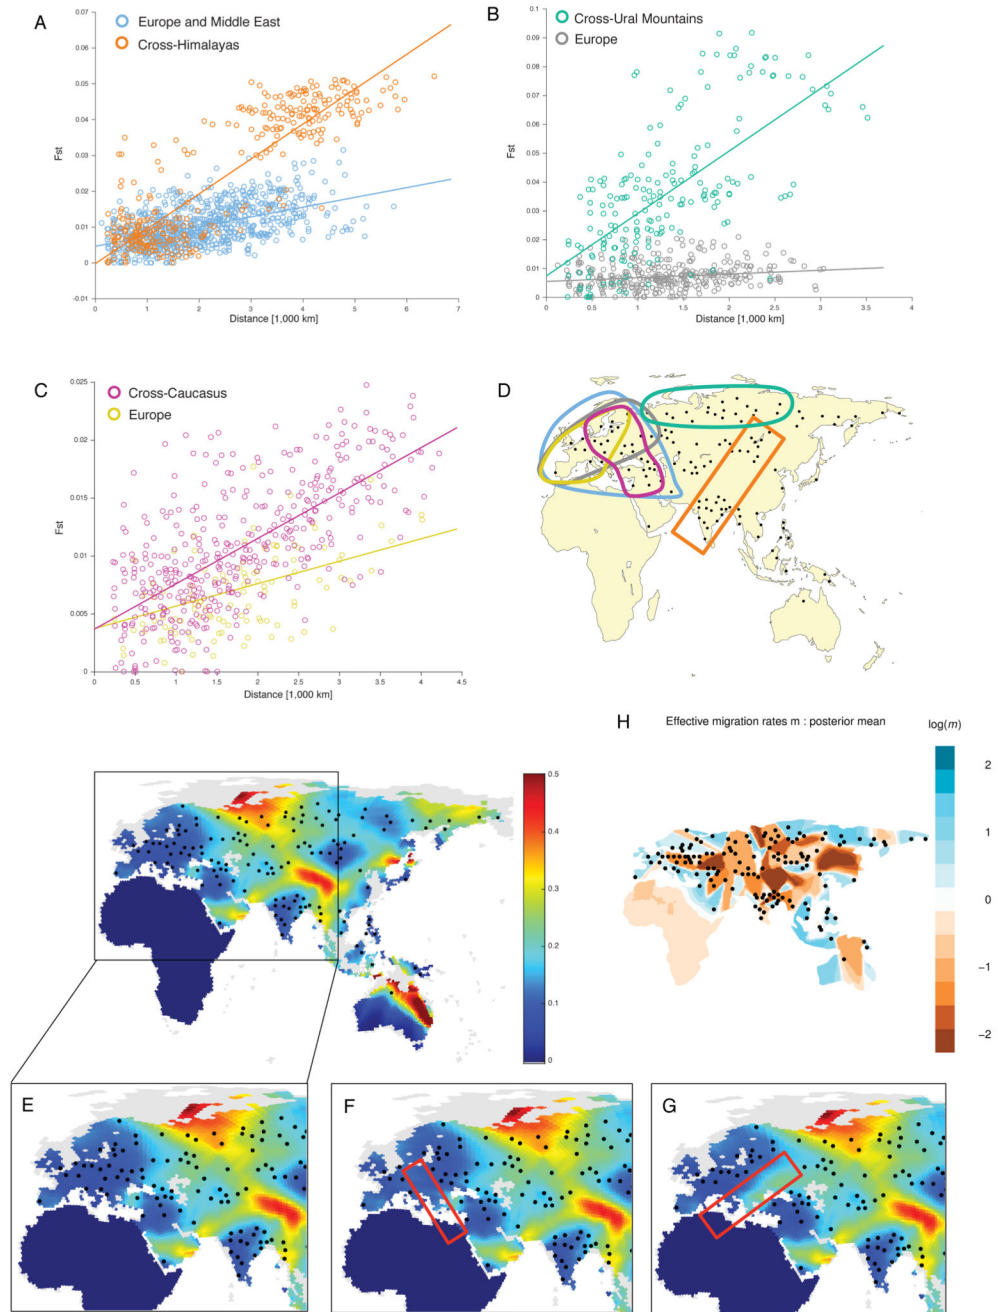 A
Europe and Middle East
Cross-Himalayas
0.07
0.06
0.05
0.04
0.03
0.02
0.01
0
-0.01
Fst
0 1 2 3 4 5 6 7
Distance [1,000 km]
B
Cross-Ural Mountains
Europe
0.1
0.09
0.08
0.07
0.06
0.05
0.04
0.03
0.02
0.01
0
Fst
0 0.5 1 1.5 2 2.5 3 3.5 4
Distance [1,000 km]
C
Cross-Caucasus
Europe
0.025
0.02
0.015
0.01
0.005
0
Fst
0 0.5 1 1.5 2 2.5 3 3.5 4 4.5
Distance [1,000 km]
D
0.5
0.4
0.3
0.2
0.1
0
H
Effective migration rates m : posterior mean
log(m)
2
1
0
−1
−2
E
F
G